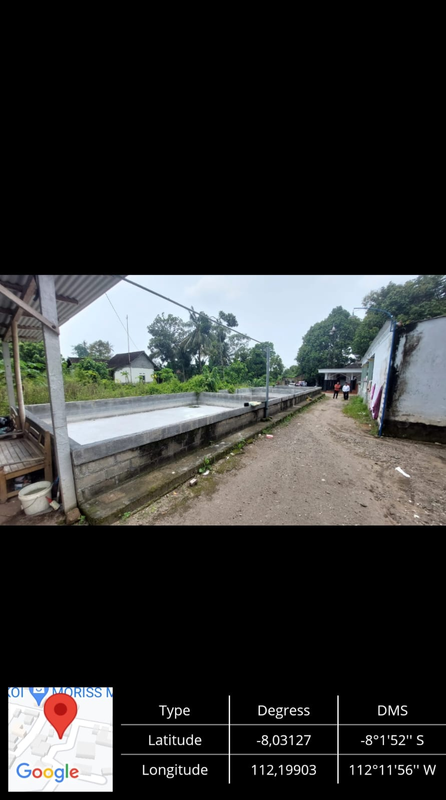 KOI MORISS M
Google
Type Degress DMS
Latitude -8,03127 -8°1'52'' S
Longitude 112,19903 112°11'56'' W